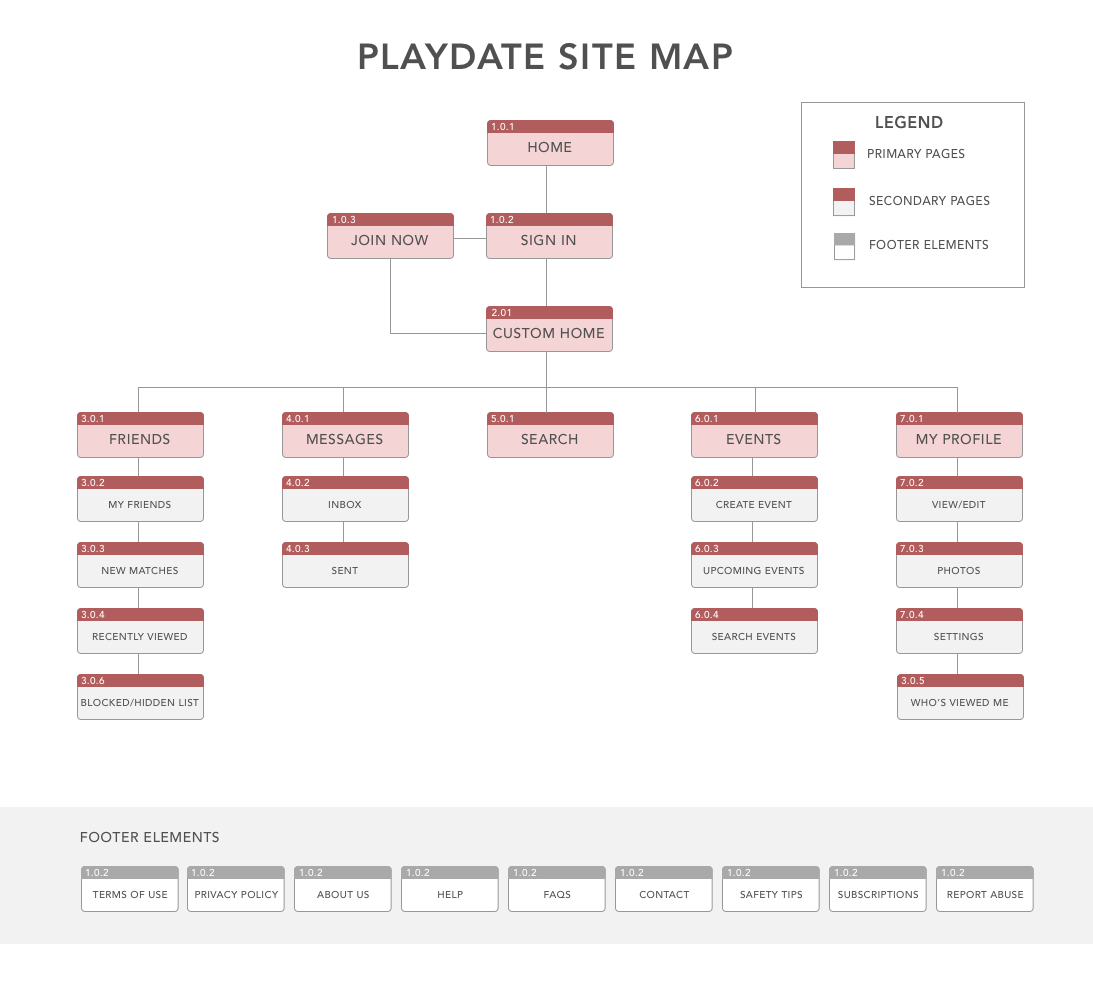 PLAYDATE SITE MAP
LEGEND
PRIMARY PAGES
SECONDARY PAGES
FOOTER ELEMENTS
1.0.1
HOME
1.0.3
JOIN NOW
1.0.2
SIGN IN
2.01
CUSTOM HOME
3.0.1
FRIENDS
3.0.2
MY FRIENDS
3.0.3
NEW MATCHES
3.0.4
RECENTLY VIEWED
3.0.6
BLOCKED/HIDDEN LIST
4.0.1
MESSAGES
4.0.2
INBOX
4.0.3
SENT
5.0.1
SEARCH
6.0.1
EVENTS
6.0.2
CREATE EVENT
6.0.3
UPCOMING EVENTS
6.0.4
SEARCH EVENTS
7.0.1
MY PROFILE
7.0.2
VIEW/EDIT
7.0.3
PHOTOS
7.0.4
SETTINGS
3.0.5
WHO'S VIEWED ME
FOOTER ELEMENTS
1.0.2
TERMS OF USE
1.0.2
PRIVACY POLICY
1.0.2
ABOUT US
1.0.2
HELP
1.0.2
FAQS
1.0.2
CONTACT
1.0.2
SAFETY TIPS
1.0.2
SUBSCRIPTIONS
1.0.2
REPORT ABUSE